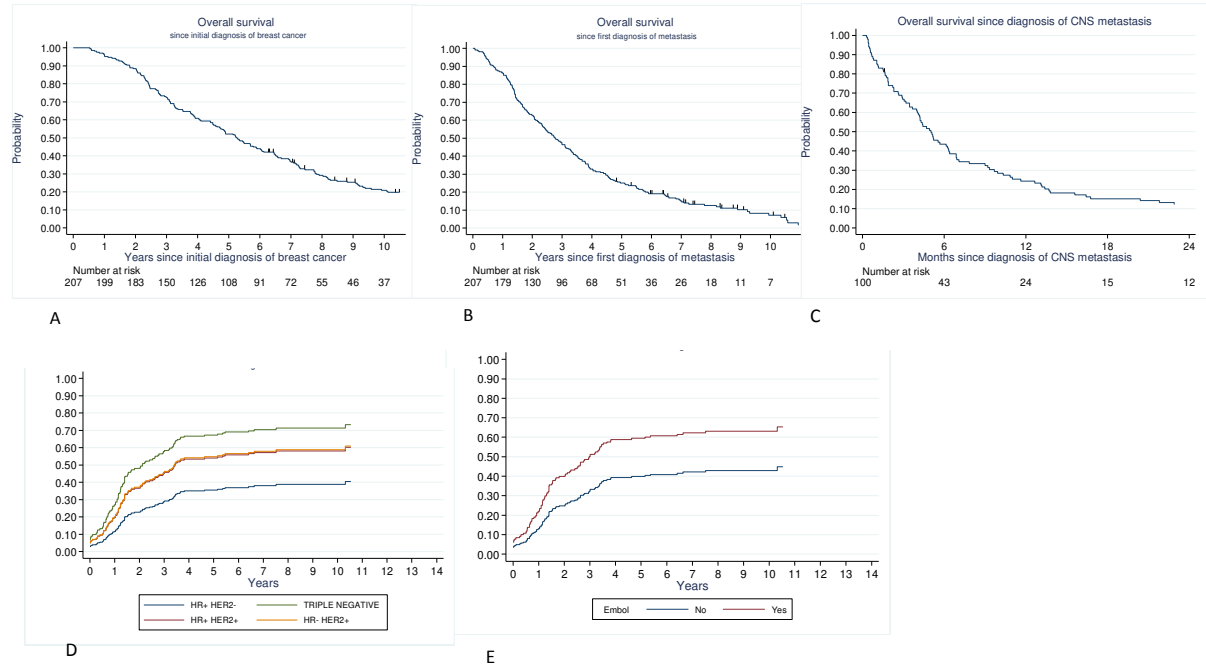 Overall survival
since initial diagnosis of breast cancer
1.00
0.90
0.80
0.70
0.60
0.50
0.40
0.30
0.20
0.10
0.00
Probability
0 1 2 3 4 5 6 7 8 9 10
Years since initial diagnosis of breast cancer
Number at risk
207 199 183 150 126 108 91 72 55 46 37
A
Overall survival
since first diagnosis of metastasis
1.00
0.90
0.80
0.70
0.60
0.50
0.40
0.30
0.20
0.10
0.00
Probability
0 1 2 3 4 5 6 7 8 9 10
Years since first diagnosis of metastasis
Number at risk
207 179 130 96 68 51 36 26 18 11 7
B
Overall survival since diagnosis of CNS metastasis
1.00
0.90
0.80
0.70
0.60
0.50
0.40
0.30
0.20
0.10
0.00
Probability
0 6 12 18 24
Months since diagnosis of CNS metastasis
Number at risk
100 43 24 15 12
C
1.00
0.90
0.80
0.70
0.60
0.50
0.40
0.30
0.20
0.10
0.00
0 1 2 3 4 5 6 7 8 9 10 11 12 13 14
Years
HR+ HER2- TRIPLE NEGATIVE
HR+ HER2+ HR- HER2+
D
1.00
0.90
0.80
0.70
0.60
0.50
0.40
0.30
0.20
0.10
0.00
0 1 2 3 4 5 6 7 8 9 10 11 12 13 14
Years
Embol No Yes
E